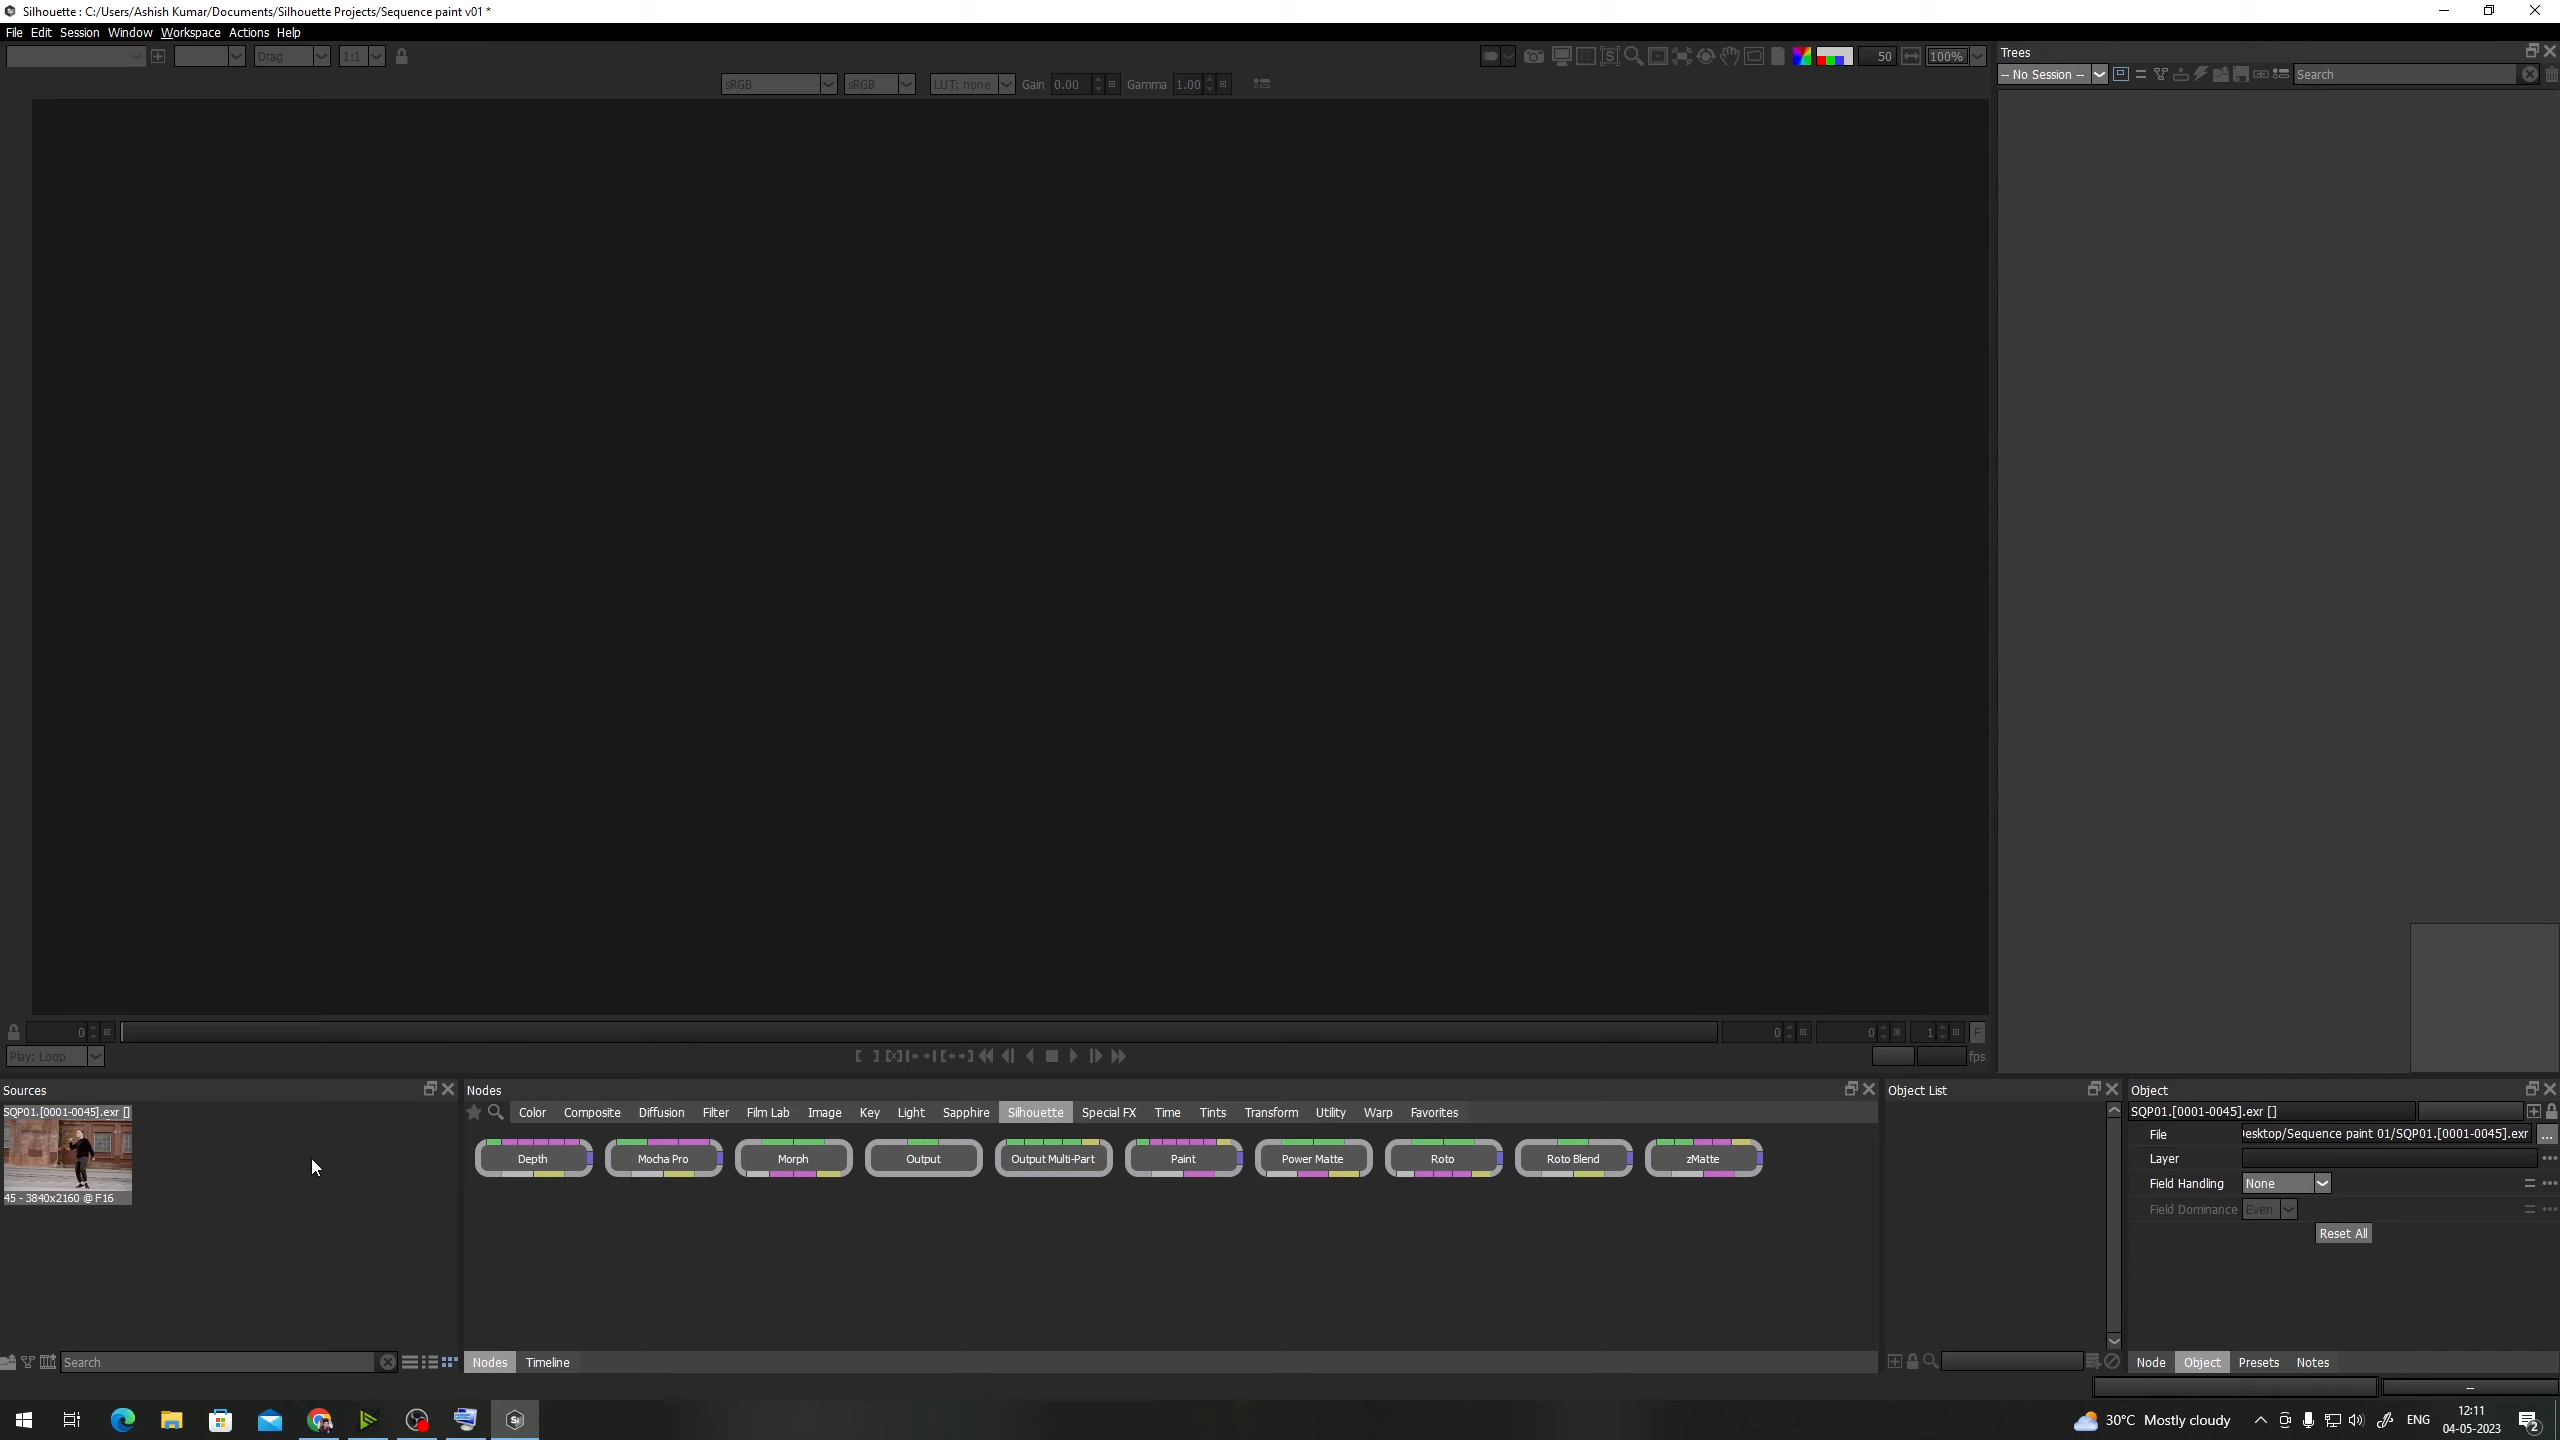 Silhouette : C:/Users/Ashish Kumar/Documents/Silhouette Projects/Sequence paint v01 *
File Edit Session Window Workspace Actions Help
Drag 1:1 50 100%
sRGB sRGB LUT: none Gain 0.00 Gamma 1.00
Trees
-- No Session -- Search
0 0 0 1 F
Play: Loop fps
Sources
SQP01.[0001-0045].exr []
45 - 3840x2160 @ F16
Search
Nodes
Color Composite Diffusion Filter Film Lab Image Key Light Sapphire Silhouette Special FX Time Tints Transform Utility Warp Favorites
Depth Mocha Pro Morph Output Output Multi-Part Paint Power Matte Roto Roto Blend zMatte
Nodes Timeline
Object List
Object
SQP01.[0001-0045].exr []
File esktop/Sequence paint 01/SQP01.[0001-0045].exr ...
Layer
Field Handling None
Field Dominance Even
Reset All
Node Object Presets Notes
--
30°C Mostly cloudy ENG 12:11
04-05-2023 2